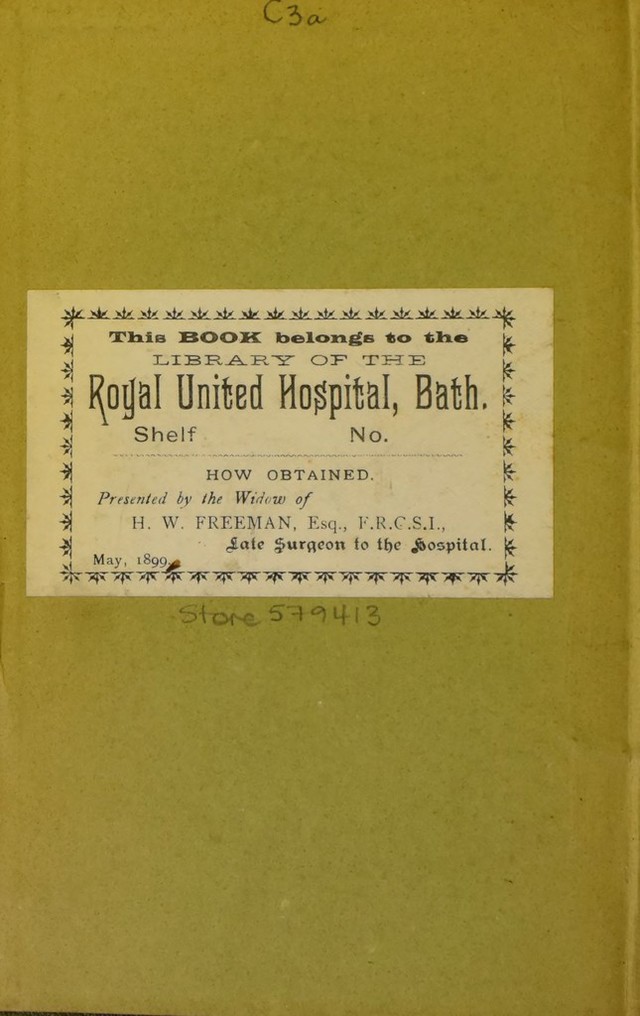 C3a
This BOOK belongs to the
LIBRARY OF THE
Royal United Hospital, Bath.
Shelf No.
HOW OBTAINED.
Presented by the Widow of
H. W. FREEMAN, Esq., F.R.C.S.I.,
Late Surgeon to the Hospital.
May, 1899.
Store 579413